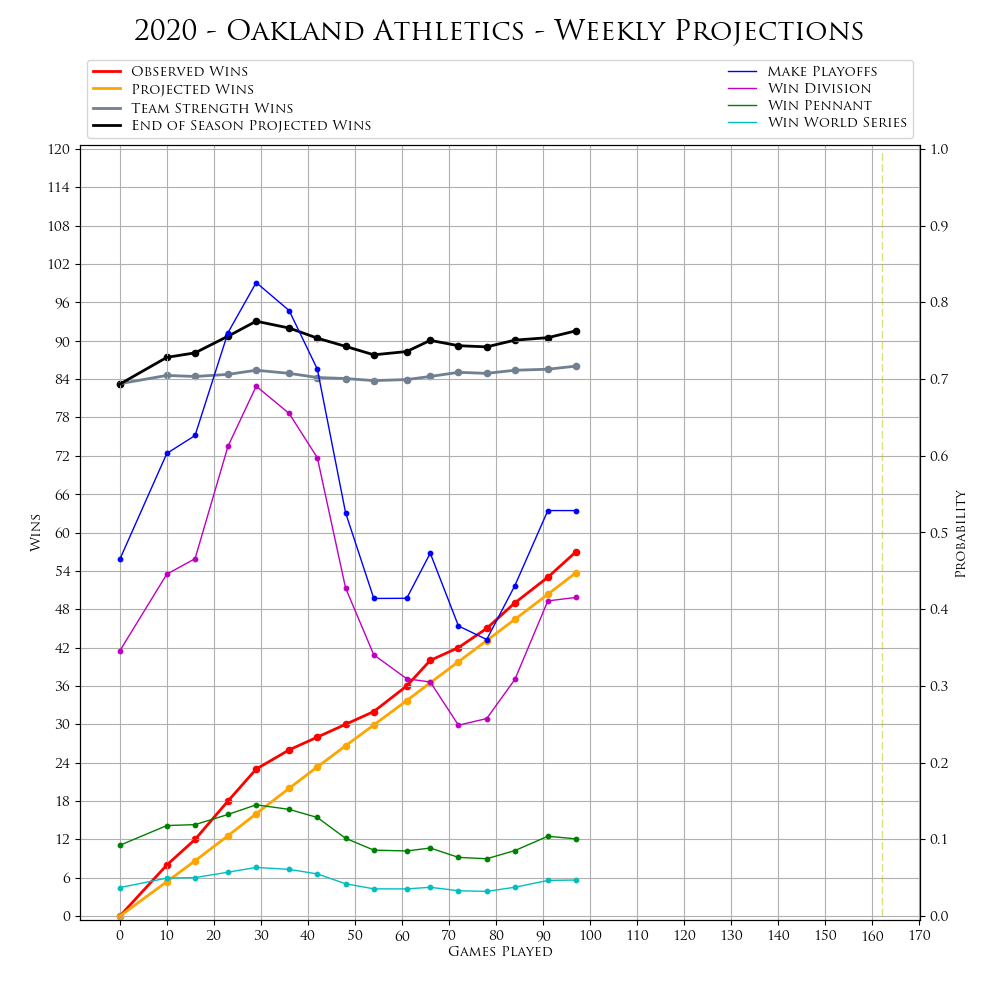 2020 - Oakland Athletics - Weekly Projections
Observed Wins
Projected Wins
Team Strength Wins
End of Season Projected Wins
Make Playoffs
Win Division
Win Pennant
Win World Series
120
114
108
102
96
90
84
78
72
66
60
54
48
42
36
30
24
18
12
6
0
Wins
1.0
0.9
0.8
0.7
0.6
0.5
0.4
0.3
0.2
0.1
0.0
Probability
0 10 20 30 40 50 60 70 80 90 100 110 120 130 140 150 160 170
Games Played